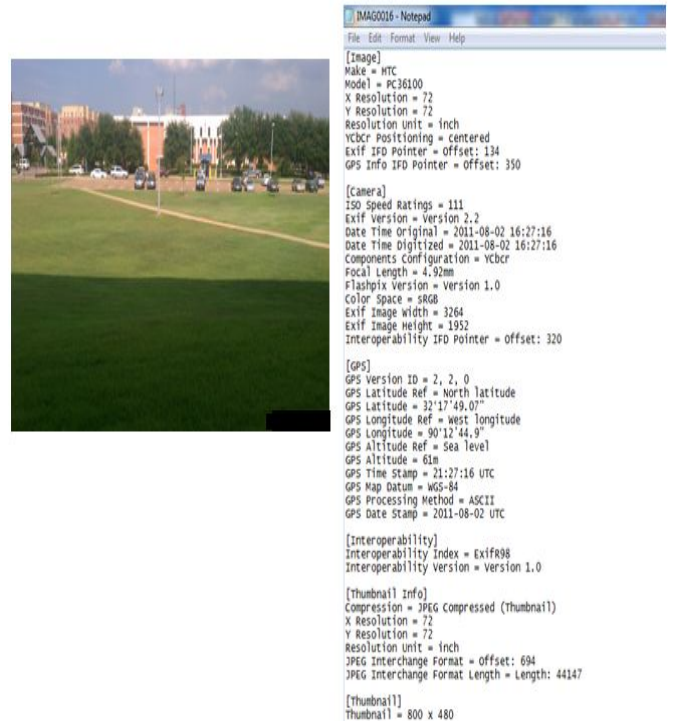 IMAG0016 - Notepad
File Edit Format View Help
[Image]
Make = HTC
Model = PC36100
X Resolution = 72
Y Resolution = 72
Resolution Unit = inch
YCbCr Positioning = centered
Exif IFD Pointer = Offset: 134
GPS Info IFD Pointer = Offset: 350
[Camera]
ISO Speed Ratings = 111
Exif Version = Version 2.2
Date Time Original = 2011-08-02 16:27:16
Date Time Digitized = 2011-08-02 16:27:16
Components Configuration = YCbCr
Focal Length = 4.92mm
Flashpix Version = Version 1.0
Color Space = sRGB
Exif Image Width = 3264
Exif Image Height = 1952
Interoperability IFD Pointer = Offset: 320
[GPS]
GPS Version ID = 2, 2, 0
GPS Latitude Ref = North latitude
GPS Latitude = 32'17'49.07"
GPS Longitude Ref = West longitude
GPS Longitude = 90'12'44.9"
GPS Altitude Ref = Sea level
GPS Altitude = 61m
GPS Time Stamp = 21:27:16 UTC
GPS Map Datum = WGS-84
GPS Processing Method = ASCII
GPS Date Stamp = 2011-08-02 UTC
[Interoperability]
Interoperability Index = ExifR98
Interoperability Version = Version 1.0
[Thumbnail Info]
Compression = JPEG Compressed (Thumbnail)
X Resolution = 72
Y Resolution = 72
Resolution Unit = inch
JPEG Interchange Format = Offset: 694
JPEG Interchange Format Length = Length: 44147
[Thumbnail]
Thumbnail = 800 x 480